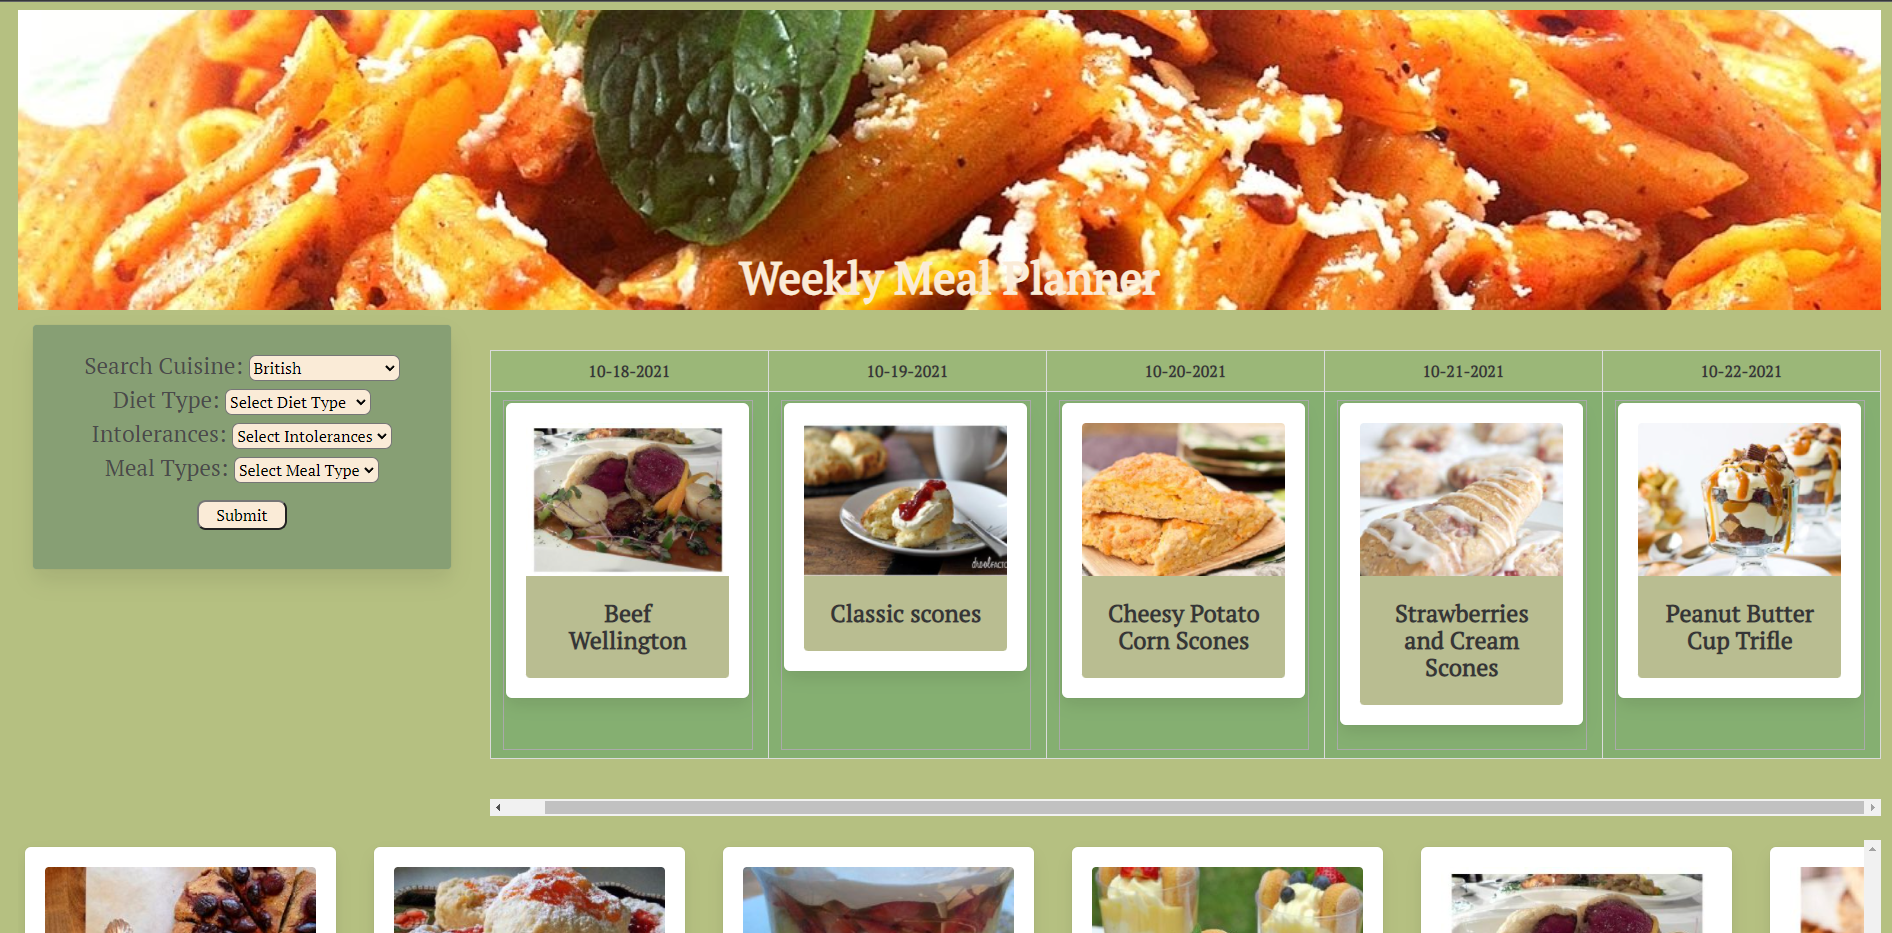 Weekly Meal Planner
Search Cuisine: British
Diet Type: Select Diet Type
Intolerances: Select Intolerances
Meal Types: Select Meal Type
Submit
10-18-2021 10-19-2021 10-20-2021 10-21-2021 10-22-2021
Beef
Wellington
Classic scones
Cheesy Potato
Corn Scones
Strawberries
and Cream
Scones
Peanut Butter
Cup Trifle